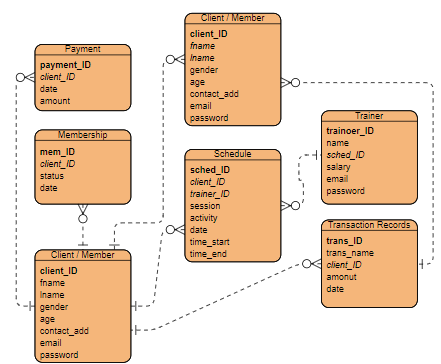 Payment
payment_ID
client_ID
date
amount
Membership
mem_ID
client_ID
status
date
Client / Member
client_ID
fname
lname
gender
age
contact_add
email
password
Client / Member
client_ID
fname
lname
gender
age
contact_add
email
password
Schedule
sched_ID
client_ID
trainer_ID
session
activity
date
time_start
time_end
Trainer
trainoer_ID
name
sched_ID
salary
email
password
Transaction Records
trans_ID
trans_name
client_ID
amonut
date